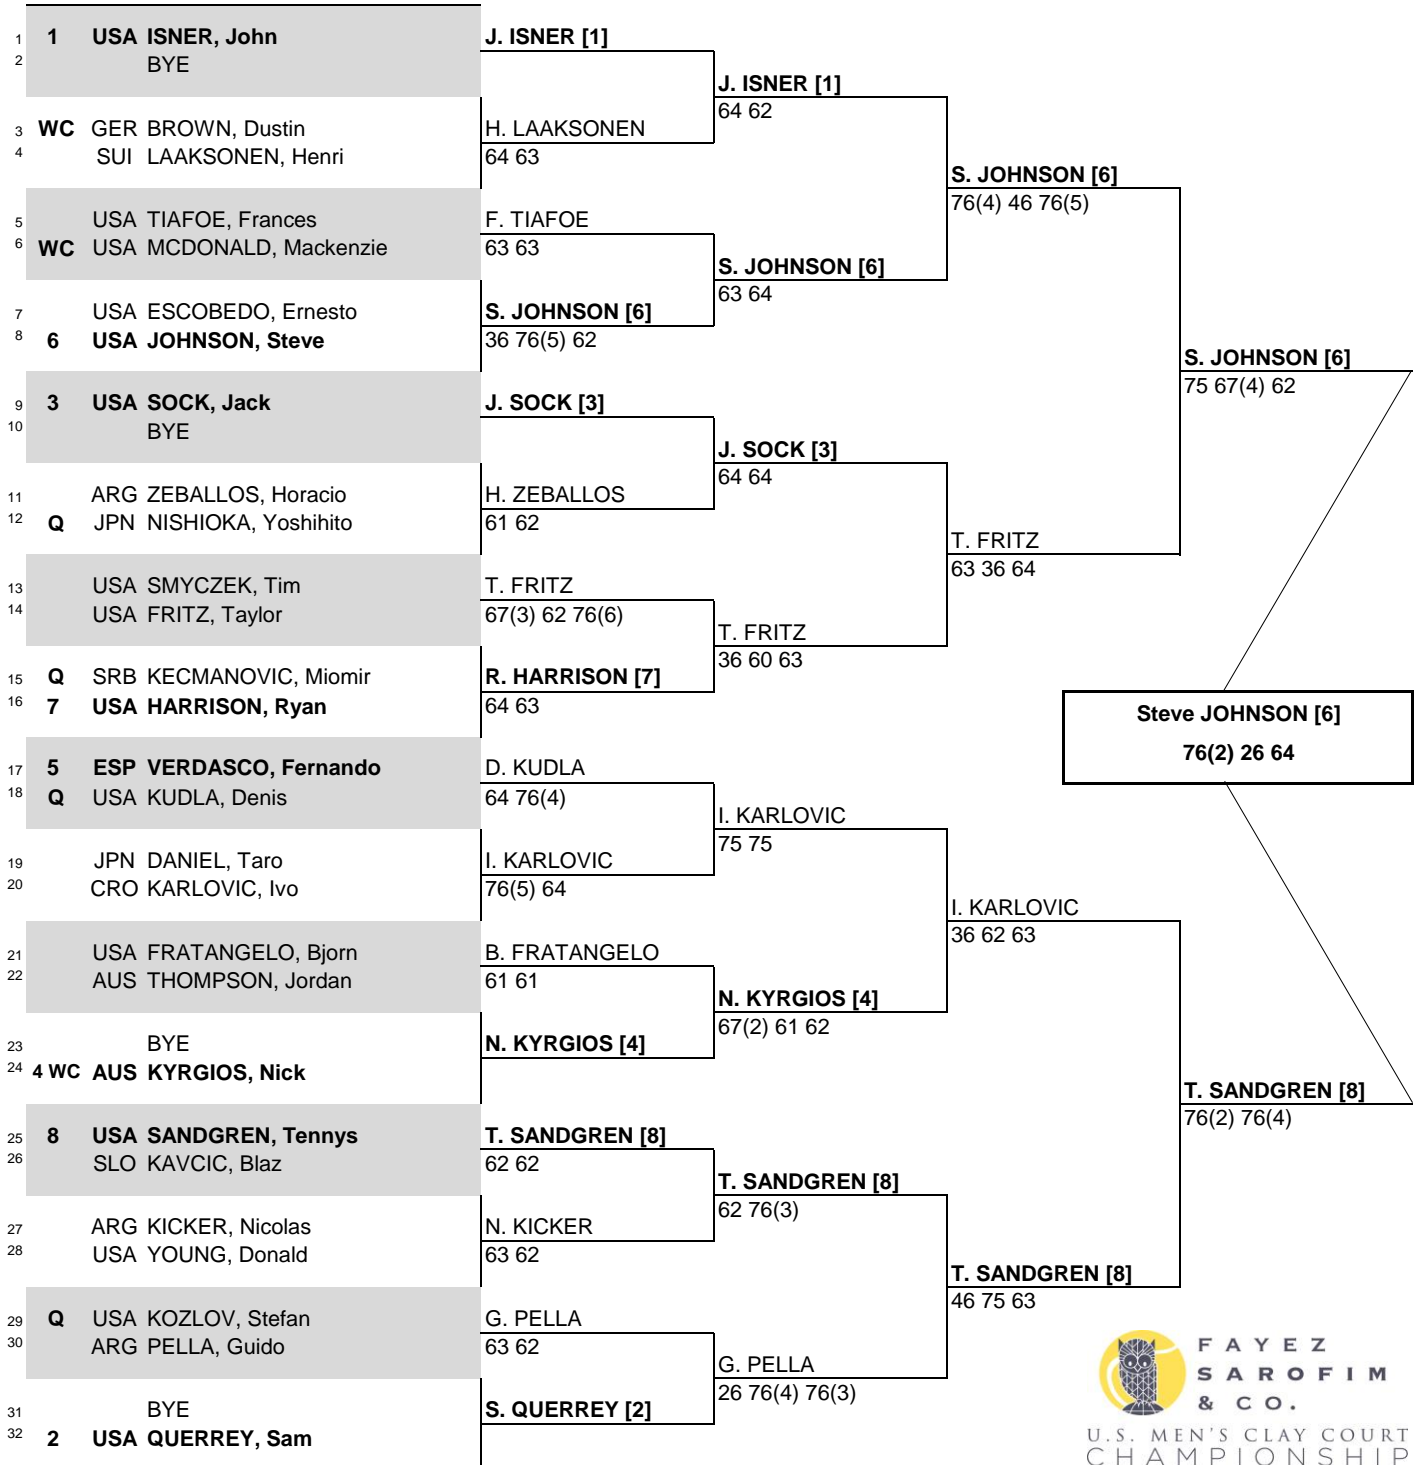 1 1 USA ISNER, John
2 BYE
3 WC GER BROWN, Dustin
4 SUI LAAKSONEN, Henri
5 USA TIAFOE, Frances
6 WC USA MCDONALD, Mackenzie
7 USA ESCOBEDO, Ernesto
8 6 USA JOHNSON, Steve
9 3 USA SOCK, Jack
10 BYE
11 ARG ZEBALLOS, Horacio
12 Q JPN NISHIOKA, Yoshihito
13 USA SMYCZEK, Tim
14 USA FRITZ, Taylor
15 Q SRB KECMANOVIC, Miomir
16 7 USA HARRISON, Ryan
17 5 ESP VERDASCO, Fernando
18 Q USA KUDLA, Denis
19 JPN DANIEL, Taro
20 CRO KARLOVIC, Ivo
21 USA FRATANGELO, Bjorn
22 AUS THOMPSON, Jordan
23 BYE
24 4 WC AUS KYRGIOS, Nick
25 8 USA SANDGREN, Tennys
26 SLO KAVCIC, Blaz
27 ARG KICKER, Nicolas
28 USA YOUNG, Donald
29 Q USA KOZLOV, Stefan
30 ARG PELLA, Guido
31 BYE
32 2 USA QUERREY, Sam
J. ISNER [1]
H. LAAKSONEN
64 63
F. TIAFOE
63 63
S. JOHNSON [6]
36 76(5) 62
J. SOCK [3]
H. ZEBALLOS
61 62
T. FRITZ
67(3) 62 76(6)
R. HARRISON [7]
64 63
D. KUDLA
64 76(4)
I. KARLOVIC
76(5) 64
B. FRATANGELO
61 61
N. KYRGIOS [4]
T. SANDGREN [8]
62 62
N. KICKER
63 62
G. PELLA
63 62
S. QUERREY [2]
J. ISNER [1]
64 62
S. JOHNSON [6]
63 64
J. SOCK [3]
64 64
T. FRITZ
36 60 63
I. KARLOVIC
75 75
N. KYRGIOS [4]
67(2) 61 62
T. SANDGREN [8]
62 76(3)
G. PELLA
26 76(4) 76(3)
S. JOHNSON [6]
76(4) 46 76(5)
T. FRITZ
63 36 64
I. KARLOVIC
36 62 63
T. SANDGREN [8]
46 75 63
S. JOHNSON [6]
75 67(4) 62
T. SANDGREN [8]
76(2) 76(4)
Steve JOHNSON [6]
76(2) 26 64
FAYEZ
SAROFIM
& CO.
U.S. MEN'S CLAY COURT
CHAMPIONSHIP